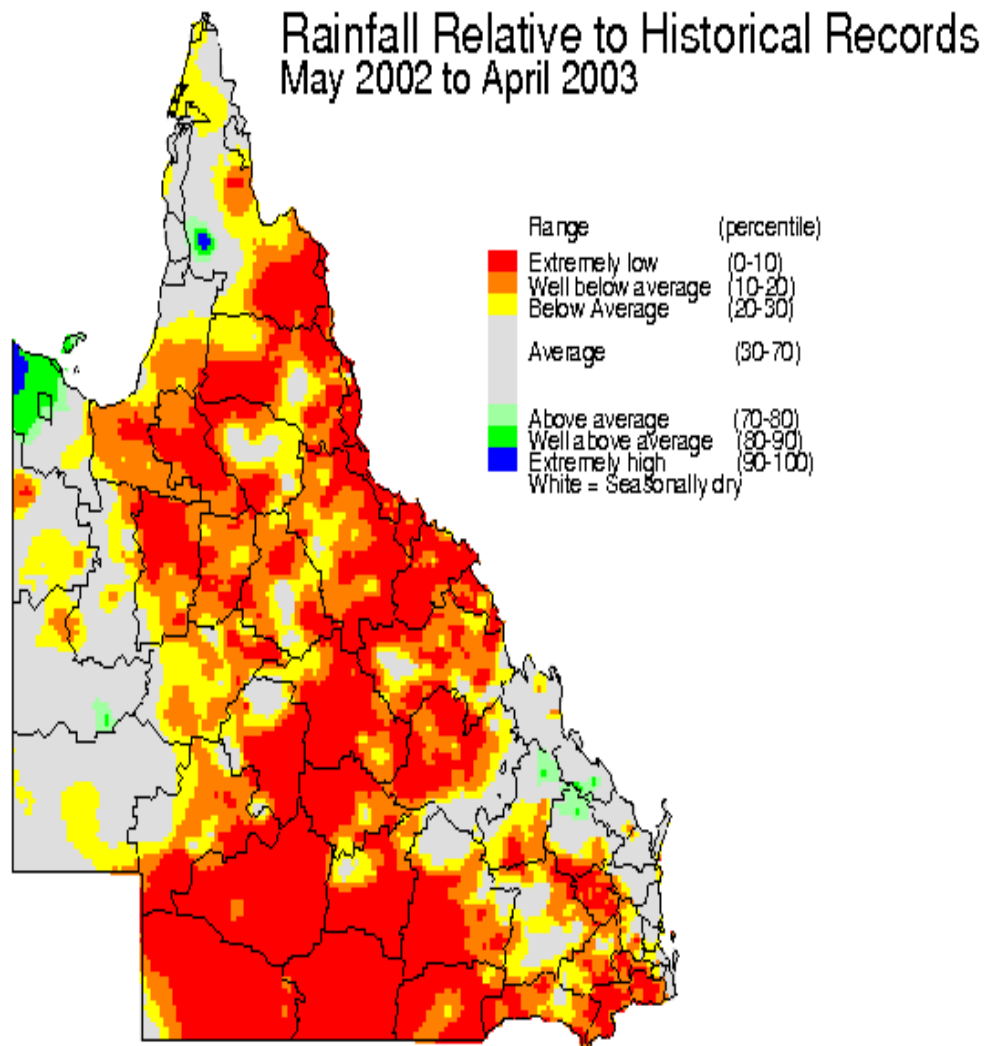 Rainfall Relative to Historical Records
May 2002 to April 2003
Range (percentile)
Extremely low (0-10)
Well below average (10-20)
Below Average (20-30)
Average (30-70)
Above average (70-80)
Well above average (80-90)
Extremely high (90-100)
White = Seasonally dry